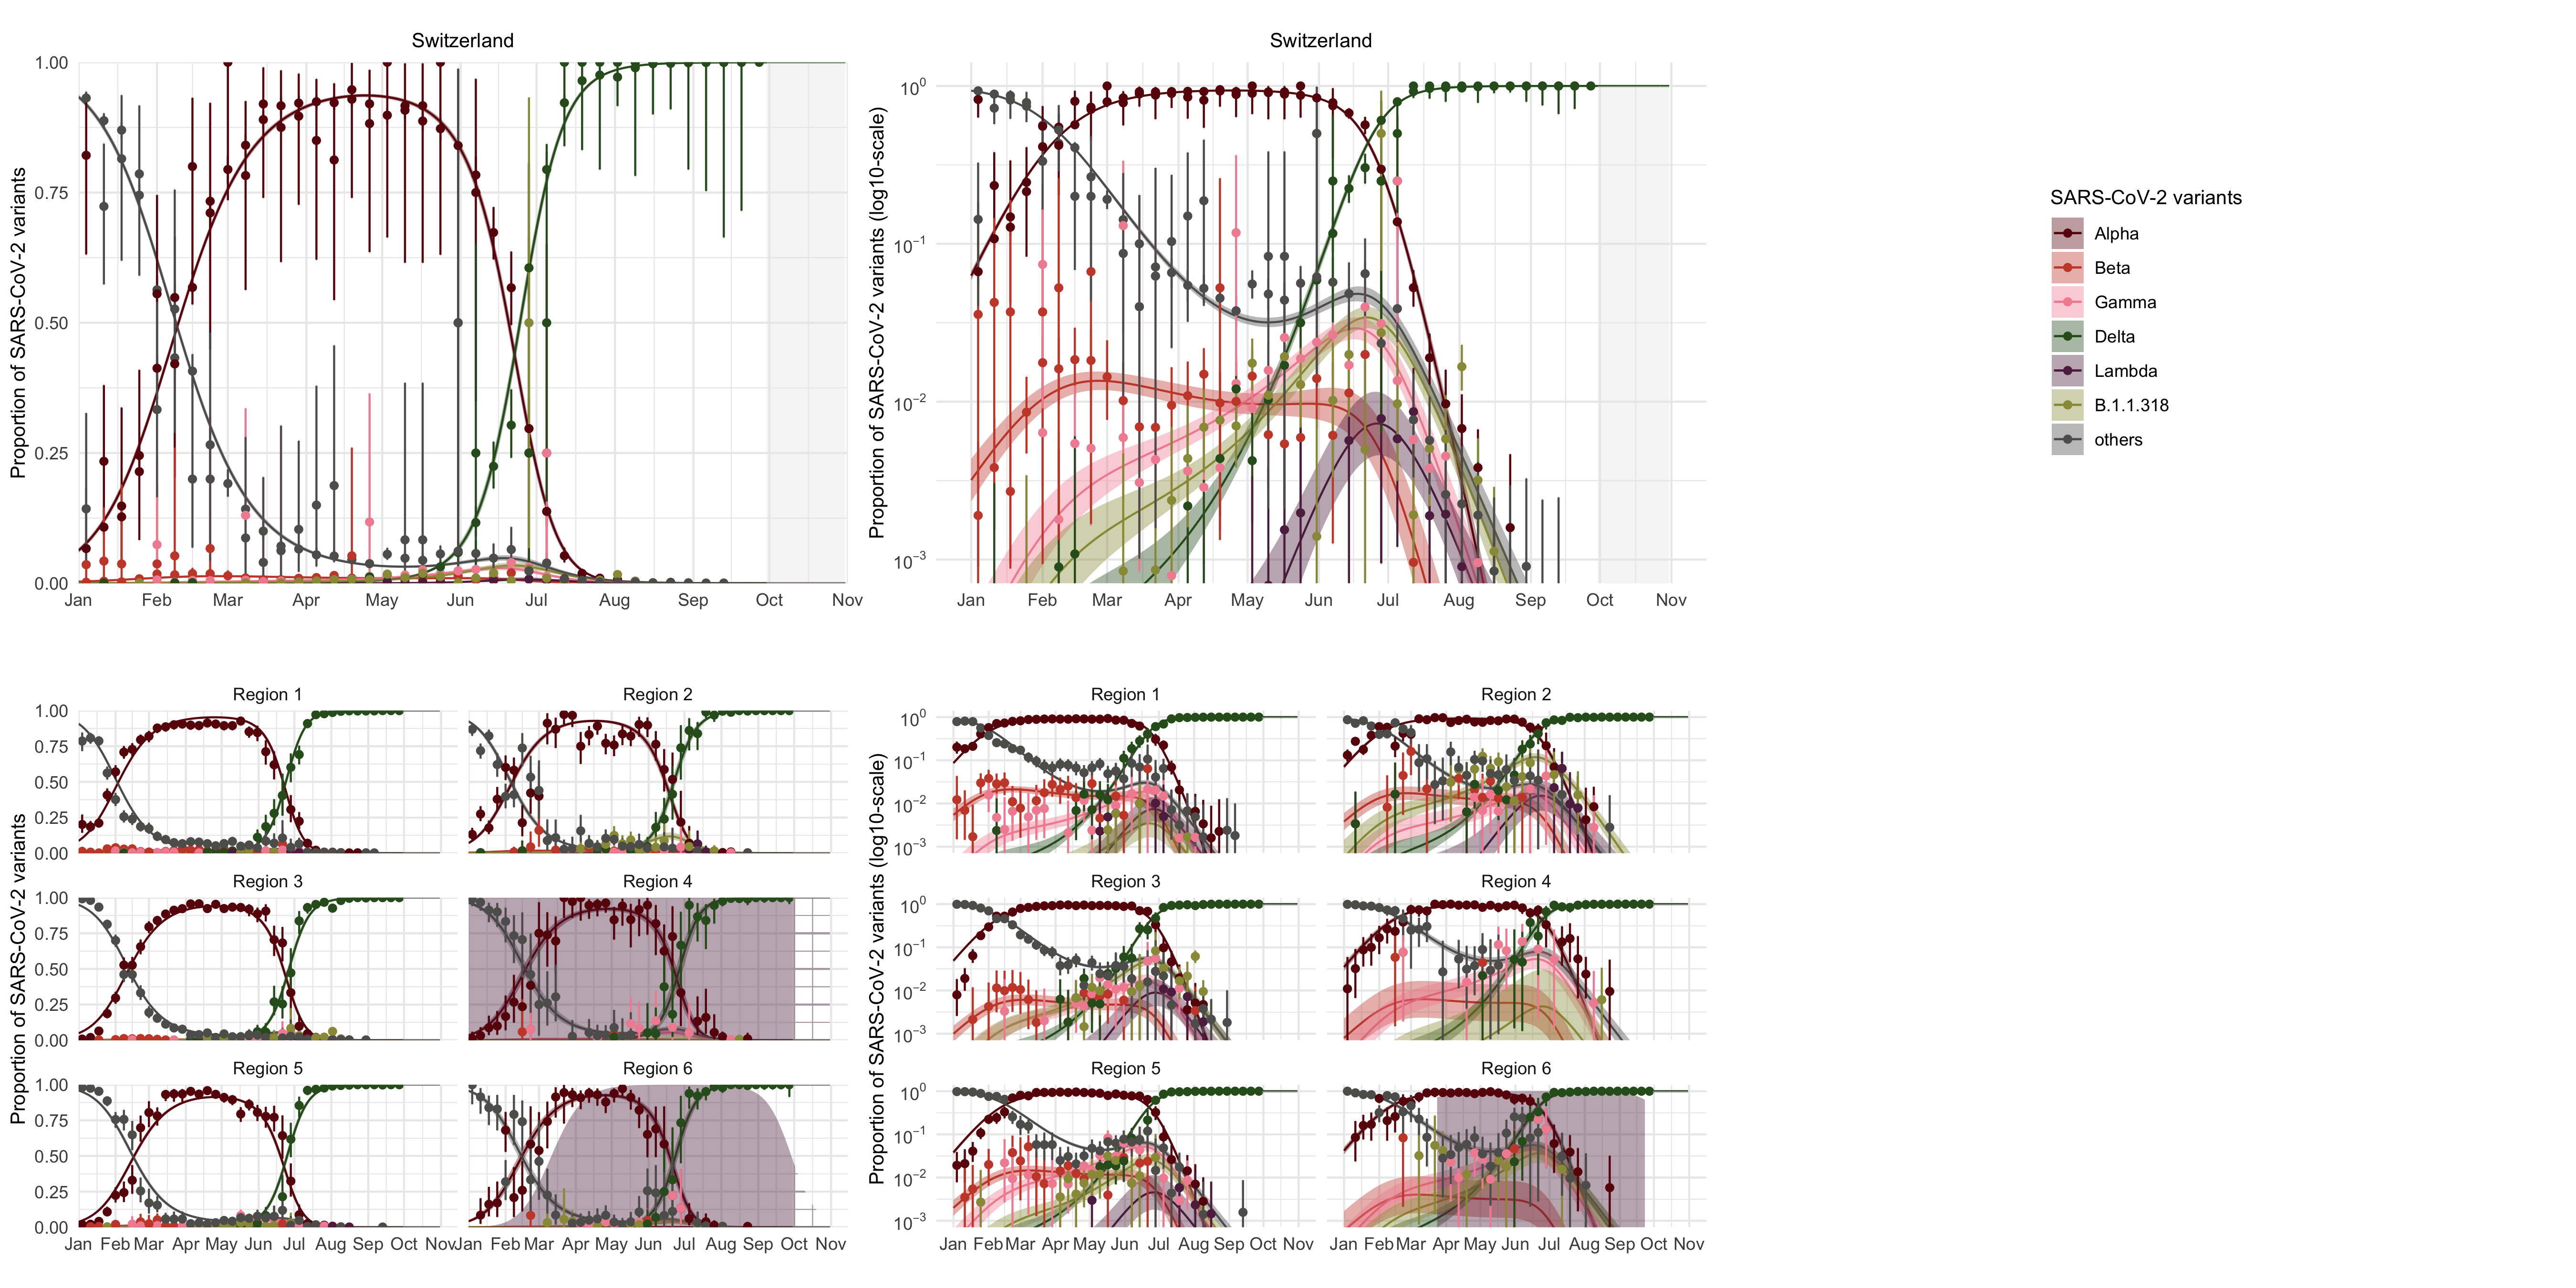 Switzerland
Proportion of SARS-CoV-2 variants
1.00
0.75
0.50
0.25
0.00
Jan Feb Mar Apr May Jun Jul Aug Sep Oct Nov
Switzerland
Proportion of SARS-CoV-2 variants (log10-scale)
10⁰
10⁻¹
10⁻²
10⁻³
Jan Feb Mar Apr May Jun Jul Aug Sep Oct Nov
SARS-CoV-2 variants
Alpha
Beta
Gamma
Delta
Lambda
B.1.1.318
others
Proportion of SARS-CoV-2 variants
Region 1 Region 2
1.00
0.75
0.50
0.25
0.00
Region 3 Region 4
1.00
0.75
0.50
0.25
0.00
Region 5 Region 6
1.00
0.75
0.50
0.25
0.00
Jan Feb Mar Apr May Jun Jul Aug Sep Oct Nov Jan Feb Mar Apr May Jun Jul Aug Sep Oct Nov
Proportion of SARS-CoV-2 variants (log10-scale)
Region 1 Region 2
10⁰
10⁻¹
10⁻²
10⁻³
Region 3 Region 4
10⁰
10⁻¹
10⁻²
10⁻³
Region 5 Region 6
10⁰
10⁻¹
10⁻²
10⁻³
Jan Feb Mar Apr May Jun Jul Aug Sep Oct Nov Jan Feb Mar Apr May Jun Jul Aug Sep Oct Nov